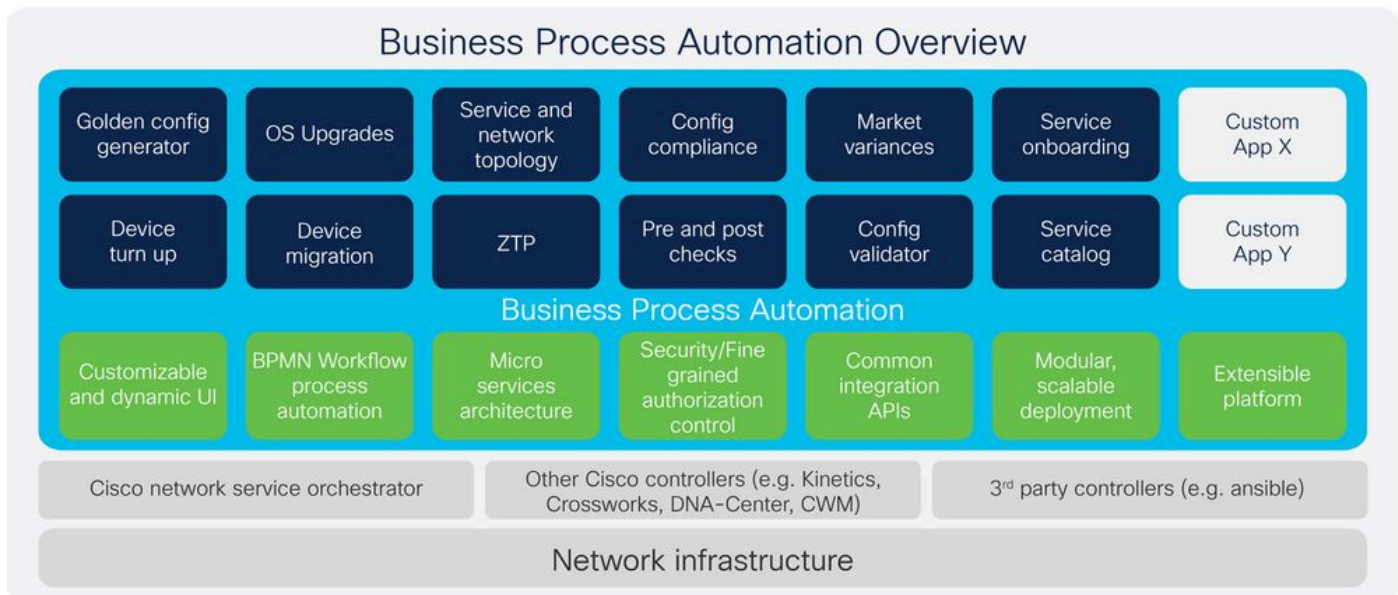 Business Process Automation Overview
Golden config
generator
OS Upgrades
Service and
network
topology
Config
compliance
Market
variances
Service
onboarding
Custom
App X
Device
turn up
Device
migration
ZTP
Pre and post
checks
Config
validator
Service
catalog
Custom
App Y
Business Process Automation
Customizable
and dynamic UI
BPMN Workflow
process
automation
Micro
services
architecture
Security/Fine
grained
authorization
control
Common
integration
APIs
Modular,
scalable
deployment
Extensible
platform
Cisco network service orchestrator
Other Cisco controllers (e.g. Kinetics,
Crossworks, DNA-Center, CWM)
3rd party controllers (e.g. ansible)
Network infrastructure